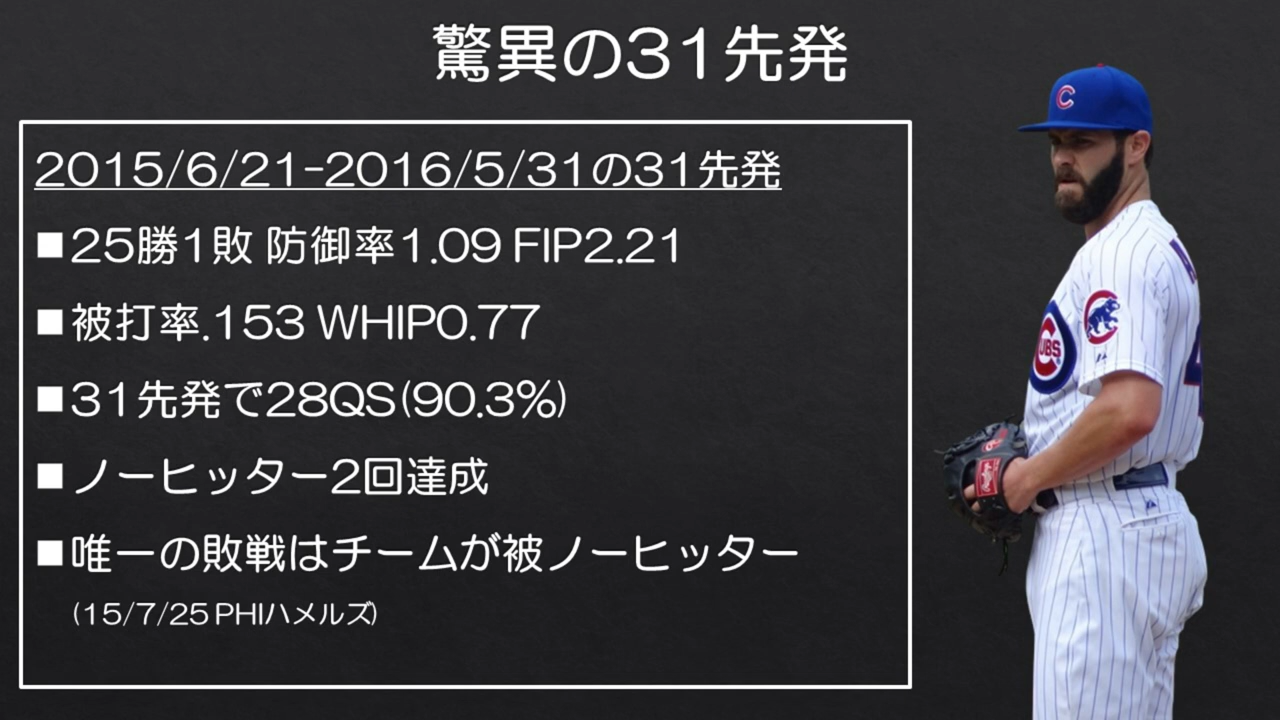 驚異の31先発
2015/6/21-2016/5/31の31先発
■25勝1敗 防御率1.09 FIP2.21
■被打率.153 WHIP0.77
■31先発で28QS(90.3%)
■ノーヒッター2回達成
■唯一の敗戦はチームが被ノーヒッター
(15/7/25 PHIハメルズ)
C
UBS